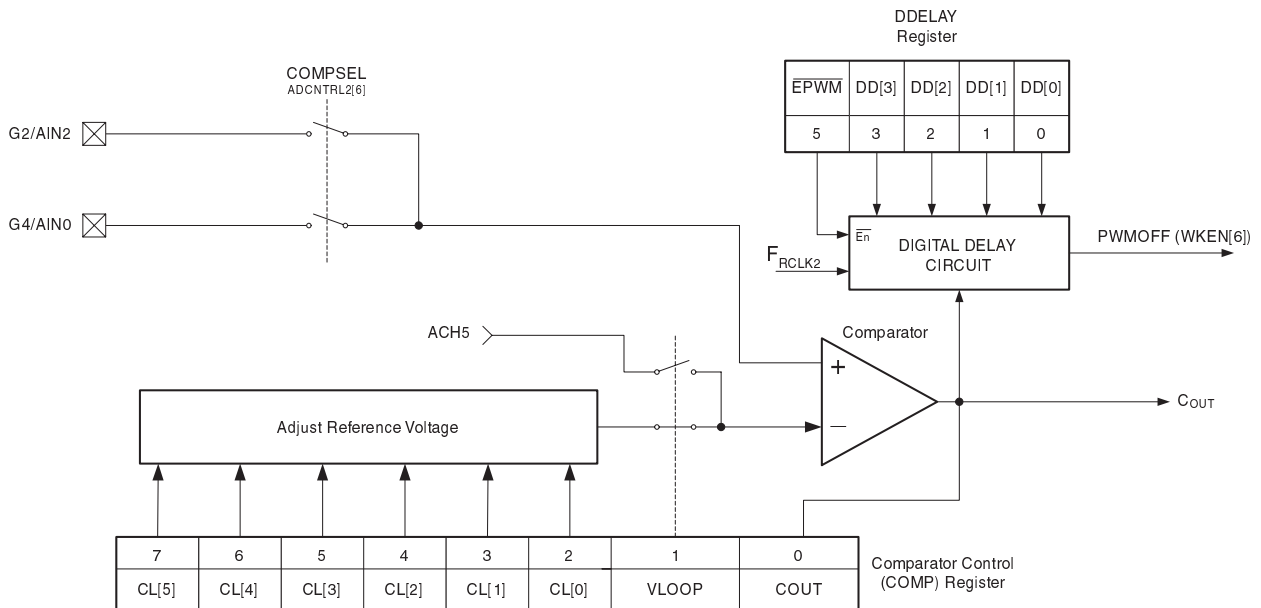 DDELAY
Register
COMPSEL
ADCNTRL2[6]
EPWM DD[3] DD[2] DD[1] DD[0]
5 3 2 1 0
G2/AIN2
G4/AIN0
En
DIGITAL DELAY
CIRCUIT
PWMOFF (WKEN[6])
FRCLK2
ACH5
Comparator
+
−
COUT
Adjust Reference Voltage
7 6 5 4 3 2 1 0
CL[5] CL[4] CL[3] CL[2] CL[1] CL[0] VLOOP COUT
Comparator Control
(COMP) Register